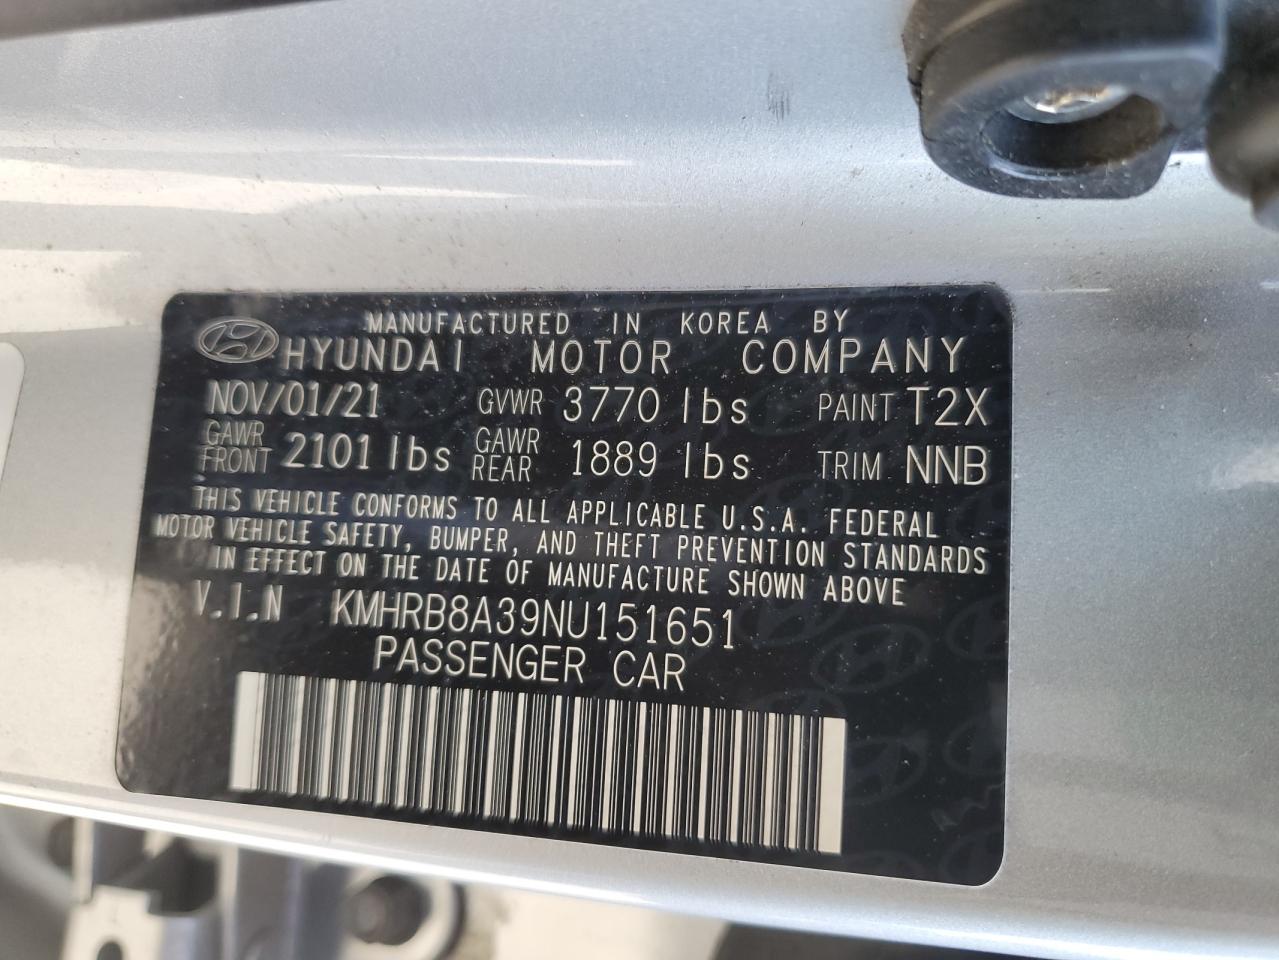 MANUFACTURED IN KOREA BY
HYUNDAI MOTOR COMPANY
NOV/01/21 GVWR 3770 lbs PAINT T2X
GAWR FRONT 2101 lbs GAWR REAR 1889 lbs TRIM NNB
THIS VEHICLE CONFORMS TO ALL APPLICABLE U.S.A. FEDERAL
MOTOR VEHICLE SAFETY, BUMPER, AND THEFT PREVENTION STANDARDS
IN EFFECT ON THE DATE OF MANUFACTURE SHOWN ABOVE
V.I.N KMHRB8A39NU151651
PASSENGER CAR